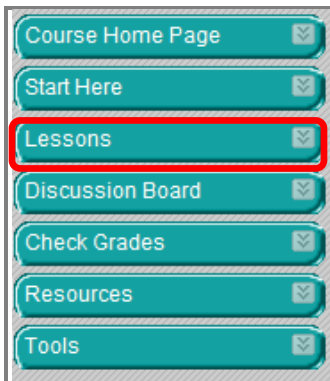 Course Home Page
Start Here
Lessons
Discussion Board
Check Grades
Resources
Tools